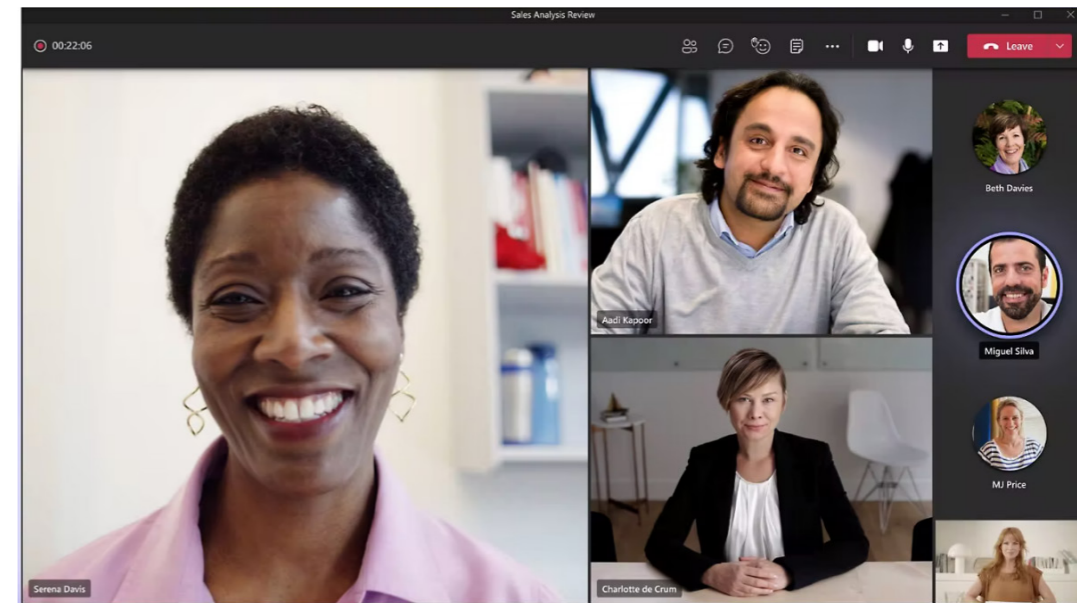 Sales Analysis Review
00:22:06
Leave
Beth Davies
Aadi Kapoor
Miguel Silva
MJ Price
Serena Davis
Charlotte de Crum